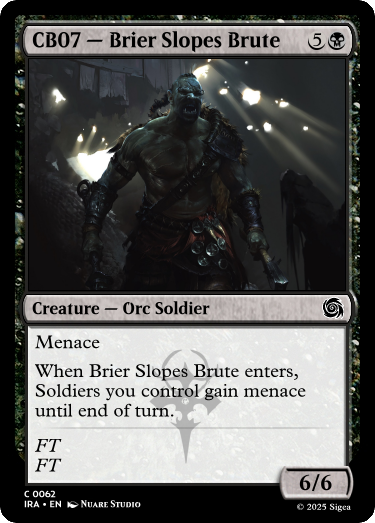 CB07 — Brier Slopes Brute 5
Creature — Orc Soldier
Menace
When Brier Slopes Brute enters,
Soldiers you control gain menace
until end of turn.
FT
FT
6/6
C 0062
IRA • EN Nuare Studio
© 2025 Sigea